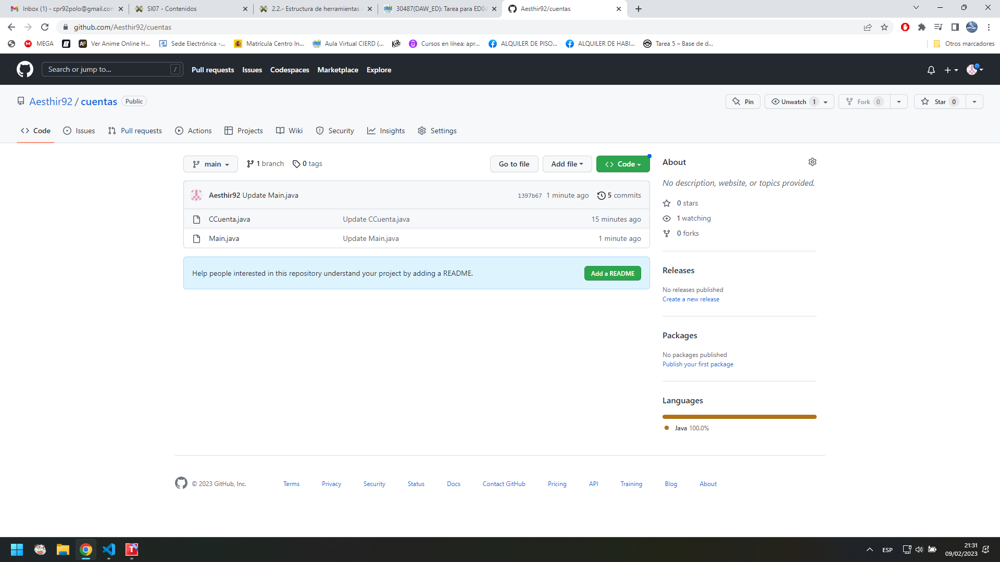 Inbox (1) - cpr92polo@gmail.com
SI07 - Contenidos
2.2.- Estructura de herramientas
30487(DAW_ED): Tarea para ED04
Aesthir92/cuentas
github.com/Aesthir92/cuentas
MEGA
Ver Anime Online H...
Sede Electrónica -...
Matrícula Centro In...
Aula Virtual CIERD (...
Cursos en línea: apr...
ALQUILER DE PISO...
ALQUILER DE HABI...
Tarea 5 – Base de d...
Otros marcadores
Search or jump to... /
Pull requests
Issues
Codespaces
Marketplace
Explore
Aesthir92 / cuentas Public
Pin
Unwatch 1
Fork 0
Star 0
Code
Issues
Pull requests
Actions
Projects
Wiki
Security
Insights
Settings
main
1 branch
0 tags
Go to file
Add file
Code
About
No description, website, or topics provided.
Aesthir92 Update Main.java 1397b67 1 minute ago 5 commits
0 stars
CCuenta.java Update CCuenta.java 15 minutes ago
1 watching
Main.java Update Main.java 1 minute ago
0 forks
Help people interested in this repository understand your project by adding a README.
Add a README
Releases
No releases published
Create a new release
Packages
No packages published
Publish your first package
Languages
Java 100.0%
© 2023 GitHub, Inc.
Terms
Privacy
Security
Status
Docs
Contact GitHub
Pricing
API
Training
Blog
About
ESP
21:31
09/02/2023